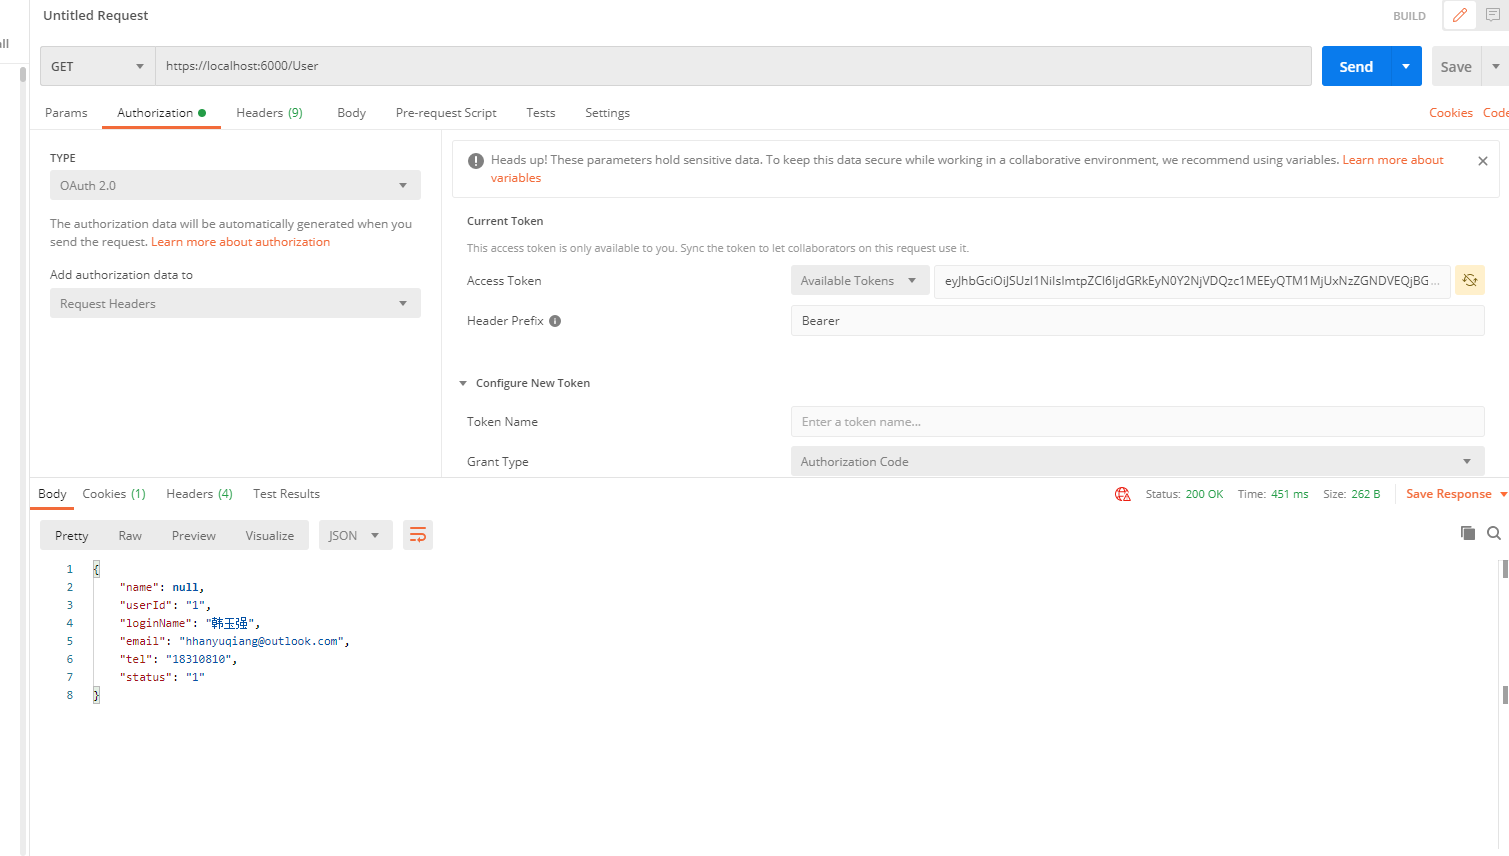 Untitled Request
BUILD
all
GET
https://localhost:6000/User
Send
Save
Params Authorization Headers (9) Body Pre-request Script Tests Settings
Cookies Code
TYPE
OAuth 2.0
The authorization data will be automatically generated when you
send the request. Learn more about authorization
Add authorization data to
Request Headers
Heads up! These parameters hold sensitive data. To keep this data secure while working in a collaborative environment, we recommend using variables. Learn more about
variables
Current Token
This access token is only available to you. Sync the token to let collaborators on this request use it.
Access Token
Available Tokens
Header Prefix
Bearer
Configure New Token
Token Name
Enter a token name...
Grant Type
Authorization Code
Body Cookies (1) Headers (4) Test Results
Status: 200 OK Time: 451 ms Size: 262 B
Save Response
Pretty Raw Preview Visualize JSON
1 {
2 "name": null,
3 "userId": "1",
4 "loginName": "韩玉强",
5 "email": "hhanyuqiang@outlook.com",
6 "tel": "18310810",
7 "status": "1"
8 }